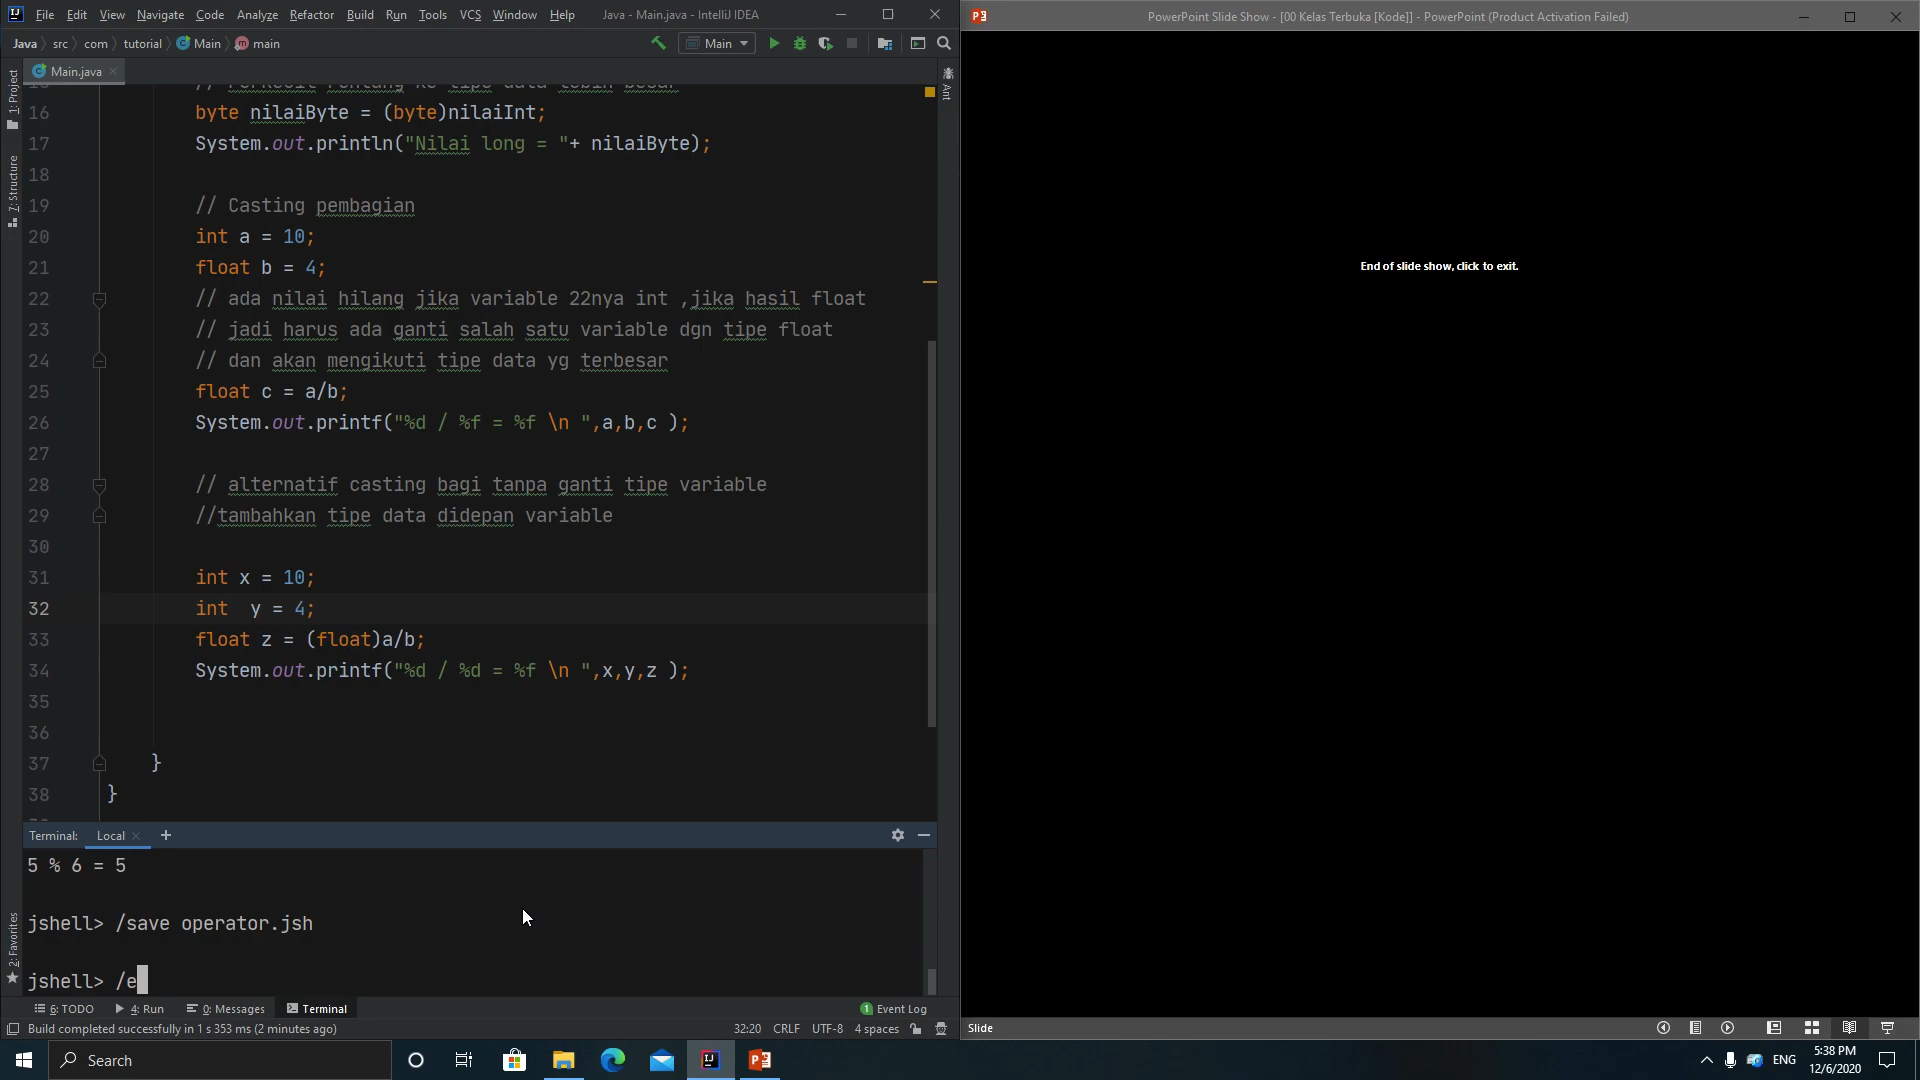 File Edit View Navigate Code Analyze Refactor Build Run Tools VCS Window Help Java - Main.java - IntelliJ IDEA
Java src com tutorial Main main
Main
Main.java
1: Project
7: Structure
2: Favorites
Ant
16 byte nilaiByte = (byte)nilaiInt;
17 System.out.println("Nilai long = "+ nilaiByte);
18
19 // Casting pembagian
20 int a = 10;
21 float b = 4;
22 // ada nilai hilang jika variable 22nya int ,jika hasil float
23 // jadi harus ada ganti salah satu variable dgn tipe float
24 // dan akan mengikuti tipe data yg terbesar
25 float c = a/b;
26 System.out.printf("%d / %f = %f \n ",a,b,c );
27
28 // alternatif casting bagi tanpa ganti tipe variable
29 //tambahkan tipe data didepan variable
30
31 int x = 10;
32 int  y = 4;
33 float z = (float)a/b;
34 System.out.printf("%d / %d = %f \n ",x,y,z );
35
36
37 }
38 }
Terminal: Local +
5 % 6 = 5
jshell> /save operator.jsh
jshell> /e
6: TODO 4: Run 0: Messages Terminal 1 Event Log
Build completed successfully in 1 s 353 ms (2 minutes ago) 32:20 CRLF UTF-8 4 spaces
PowerPoint Slide Show - [00 Kelas Terbuka [Kode]] - PowerPoint (Product Activation Failed)
End of slide show, click to exit.
Slide
Search
ENG
5:38 PM
12/6/2020